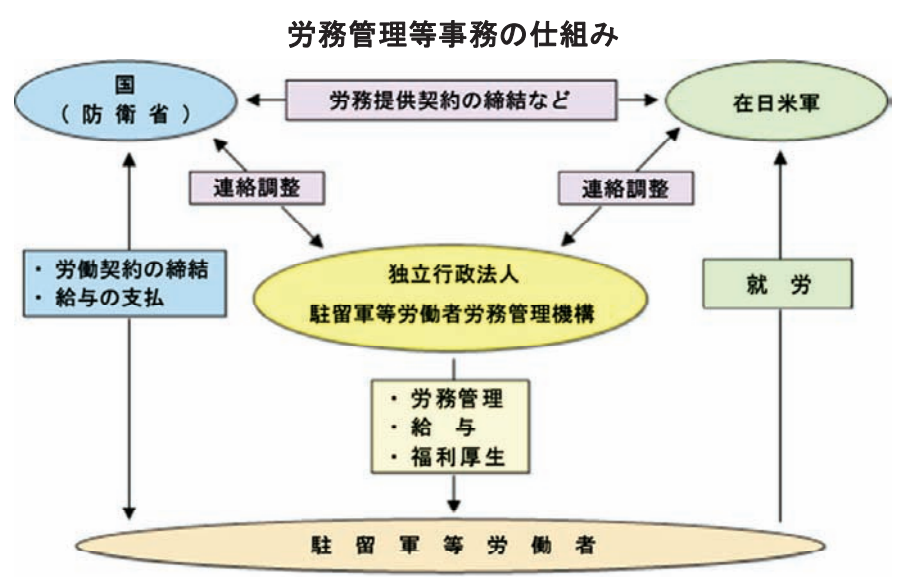 労務管理等事務の仕組み
国
(防衛省)
労務提供契約の締結など
在日米軍
連絡調整
連絡調整
・労働契約の締結
・給与の支払
独立行政法人
駐留軍等労働者労務管理機構
就 労
・労務管理
・給 与
・福利厚生
駐 留 軍 等 労 働 者